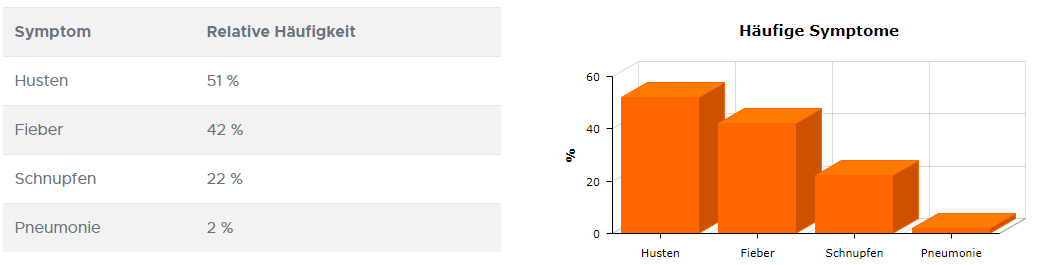 Symptom Relative Häufigkeit
Husten 51 %
Fieber 42 %
Schnupfen 22 %
Pneumonie 2 %
Häufige Symptome
60
40
%
20
0
Husten Fieber Schnupfen Pneumonie